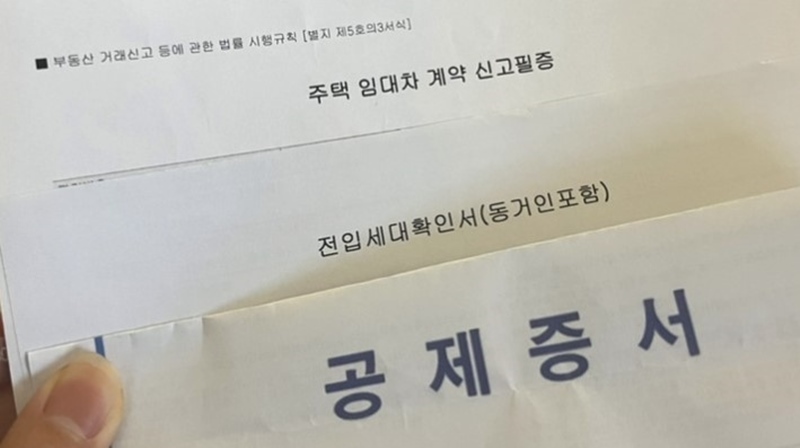 ■ 부동산 거래신고 등에 관한 법률 시행규칙 [별지 제5호의3서식]
주택 임대차 계약 신고필증
전입세대확인서(동거인포함)
공제증서